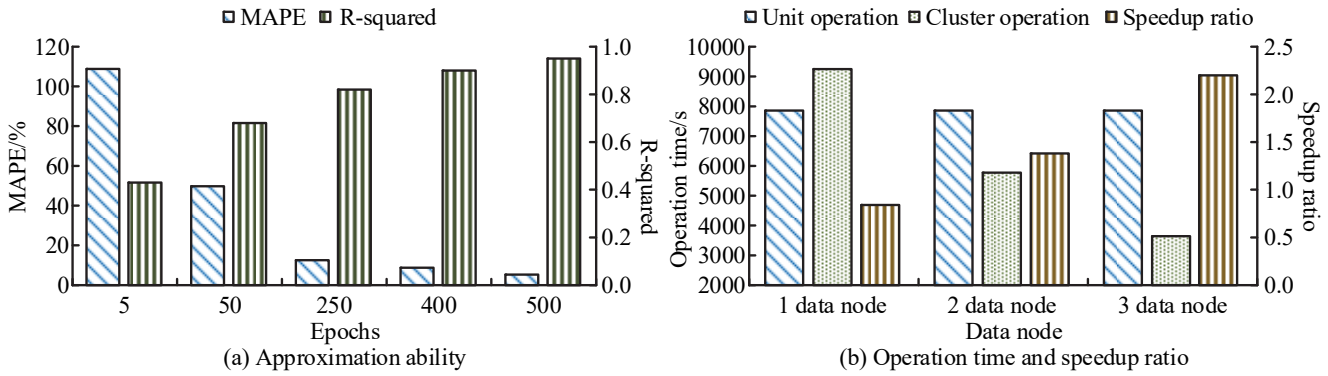 MAPE R-squared
120
100
80
60
40
20
0
MAPE/%
1.0
0.8
0.6
0.4
0.2
0.0
R-squared
5 50 250 400 500
Epochs
(a) Approximation ability
Unit operation Cluster operation Speedup ratio
10000
9000
8000
7000
6000
5000
4000
3000
2000
Operation time/s
2.5
2.0
1.5
1.0
0.5
0.0
Speedup ratio
1 data node 2 data node 3 data node
Data node
(b) Operation time and speedup ratio